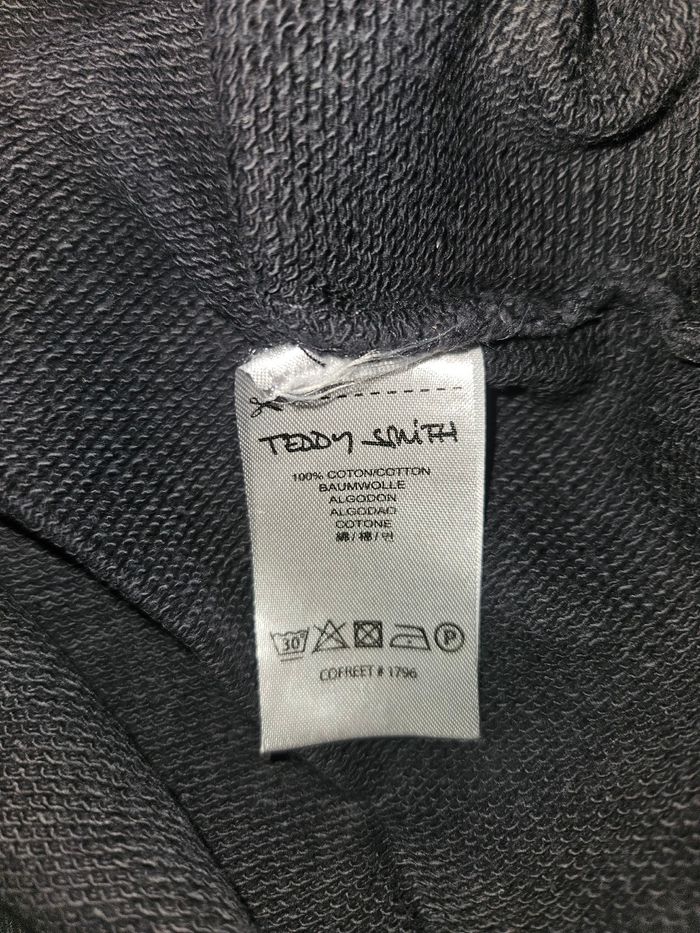 TEDDY SMITH
100% COTON/COTTON
BAUMWOLLE
ALGODON
ALGODAO
COTONE
綿/棉/면
30°
P
COFREET # 1796